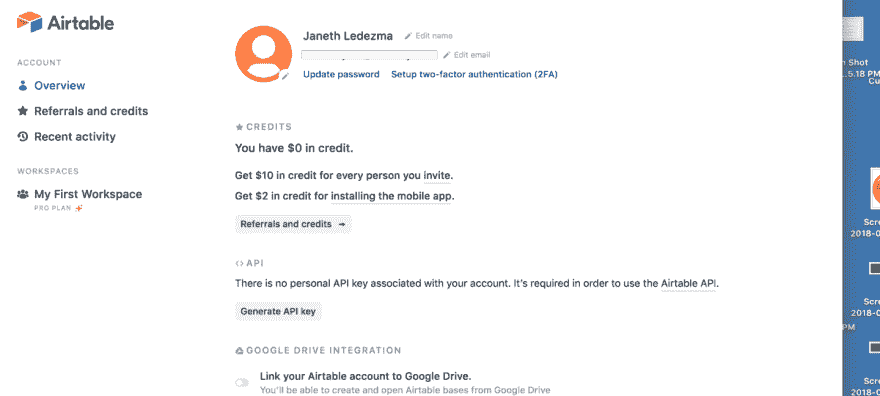 Airtable
ACCOUNT
Overview
Referrals and credits
Recent activity
WORKSPACES
My First Workspace
PRO PLAN
Janeth Ledezma
Edit name
Edit email
Update password Setup two-factor authentication (2FA)
CREDITS
You have $0 in credit.
Get $10 in credit for every person you invite.
Get $2 in credit for installing the mobile app.
Referrals and credits →
<> API
There is no personal API key associated with your account. It's required in order to use the Airtable API.
Generate API key
GOOGLE DRIVE INTEGRATION
Link your Airtable account to Google Drive.
You'll be able to create and open Airtable bases from Google Drive
Shot
5.18 PM
Cu
Scre
2018-0
Scre
2018-0
PM
Scre
2018-0